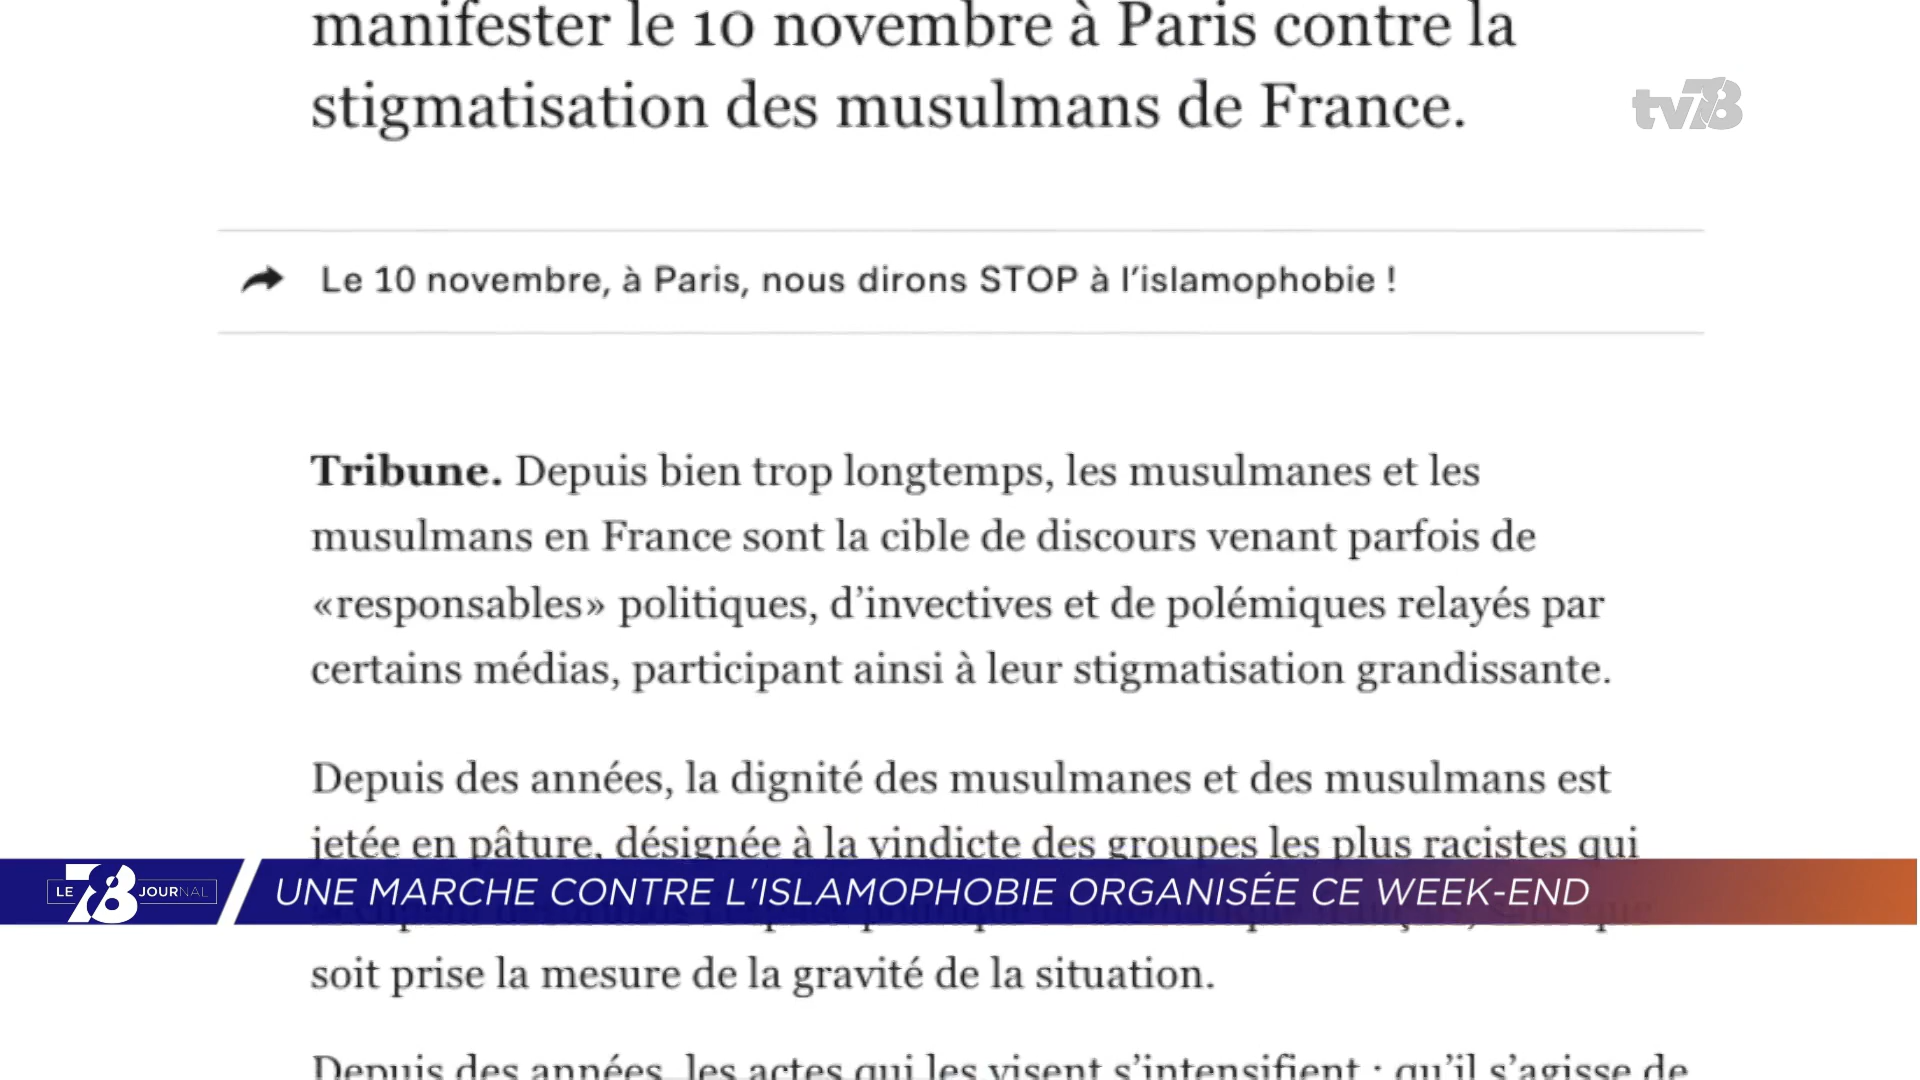 manifester le 10 novembre à Paris contre la
stigmatisation des musulmans de France.
tv78
Le 10 novembre, à Paris, nous dirons STOP à l’islamophobie !
Tribune. Depuis bien trop longtemps, les musulmanes et les
musulmans en France sont la cible de discours venant parfois de
«responsables» politiques, d’invectives et de polémiques relayés par
certains médias, participant ainsi à leur stigmatisation grandissante.
Depuis des années, la dignité des musulmanes et des musulmans est
jetée en pâture, désignée à la vindicte des groupes les plus racistes qui
LE 78 JOURNAL
UNE MARCHE CONTRE L'ISLAMOPHOBIE ORGANISÉE CE WEEK-END
soit prise la mesure de la gravité de la situation.
Depuis des années, les actes qui les visent s’intensifient : qu’il s’agisse de